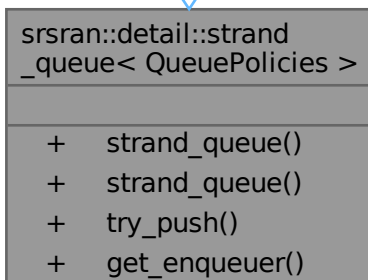 srsran::detail::strand
_queue< QueuePolicies >
+ strand_queue()
+ strand_queue()
+ try_push()
+ get_enqueuer()